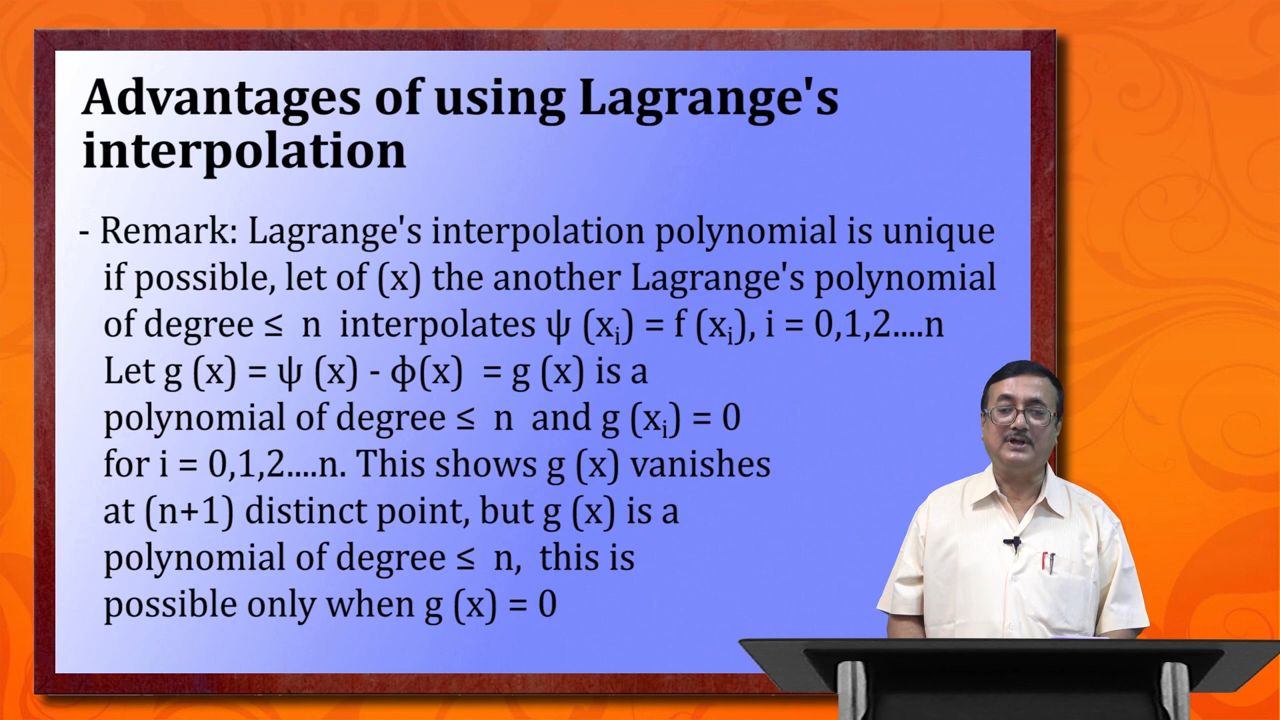 Advantages of using Lagrange's
interpolation
- Remark: Lagrange's interpolation polynomial is unique
if possible, let of (x) the another Lagrange's polynomial
of degree ≤ n interpolates ψ (xᵢ) = f (xᵢ), i = 0,1,2....n
Let g (x) = ψ (x) - ϕ(x) = g (x) is a
polynomial of degree ≤ n and g (xᵢ) = 0
for i = 0,1,2....n. This shows g (x) vanishes
at (n+1) distinct point, but g (x) is a
polynomial of degree ≤ n, this is
possible only when g (x) = 0